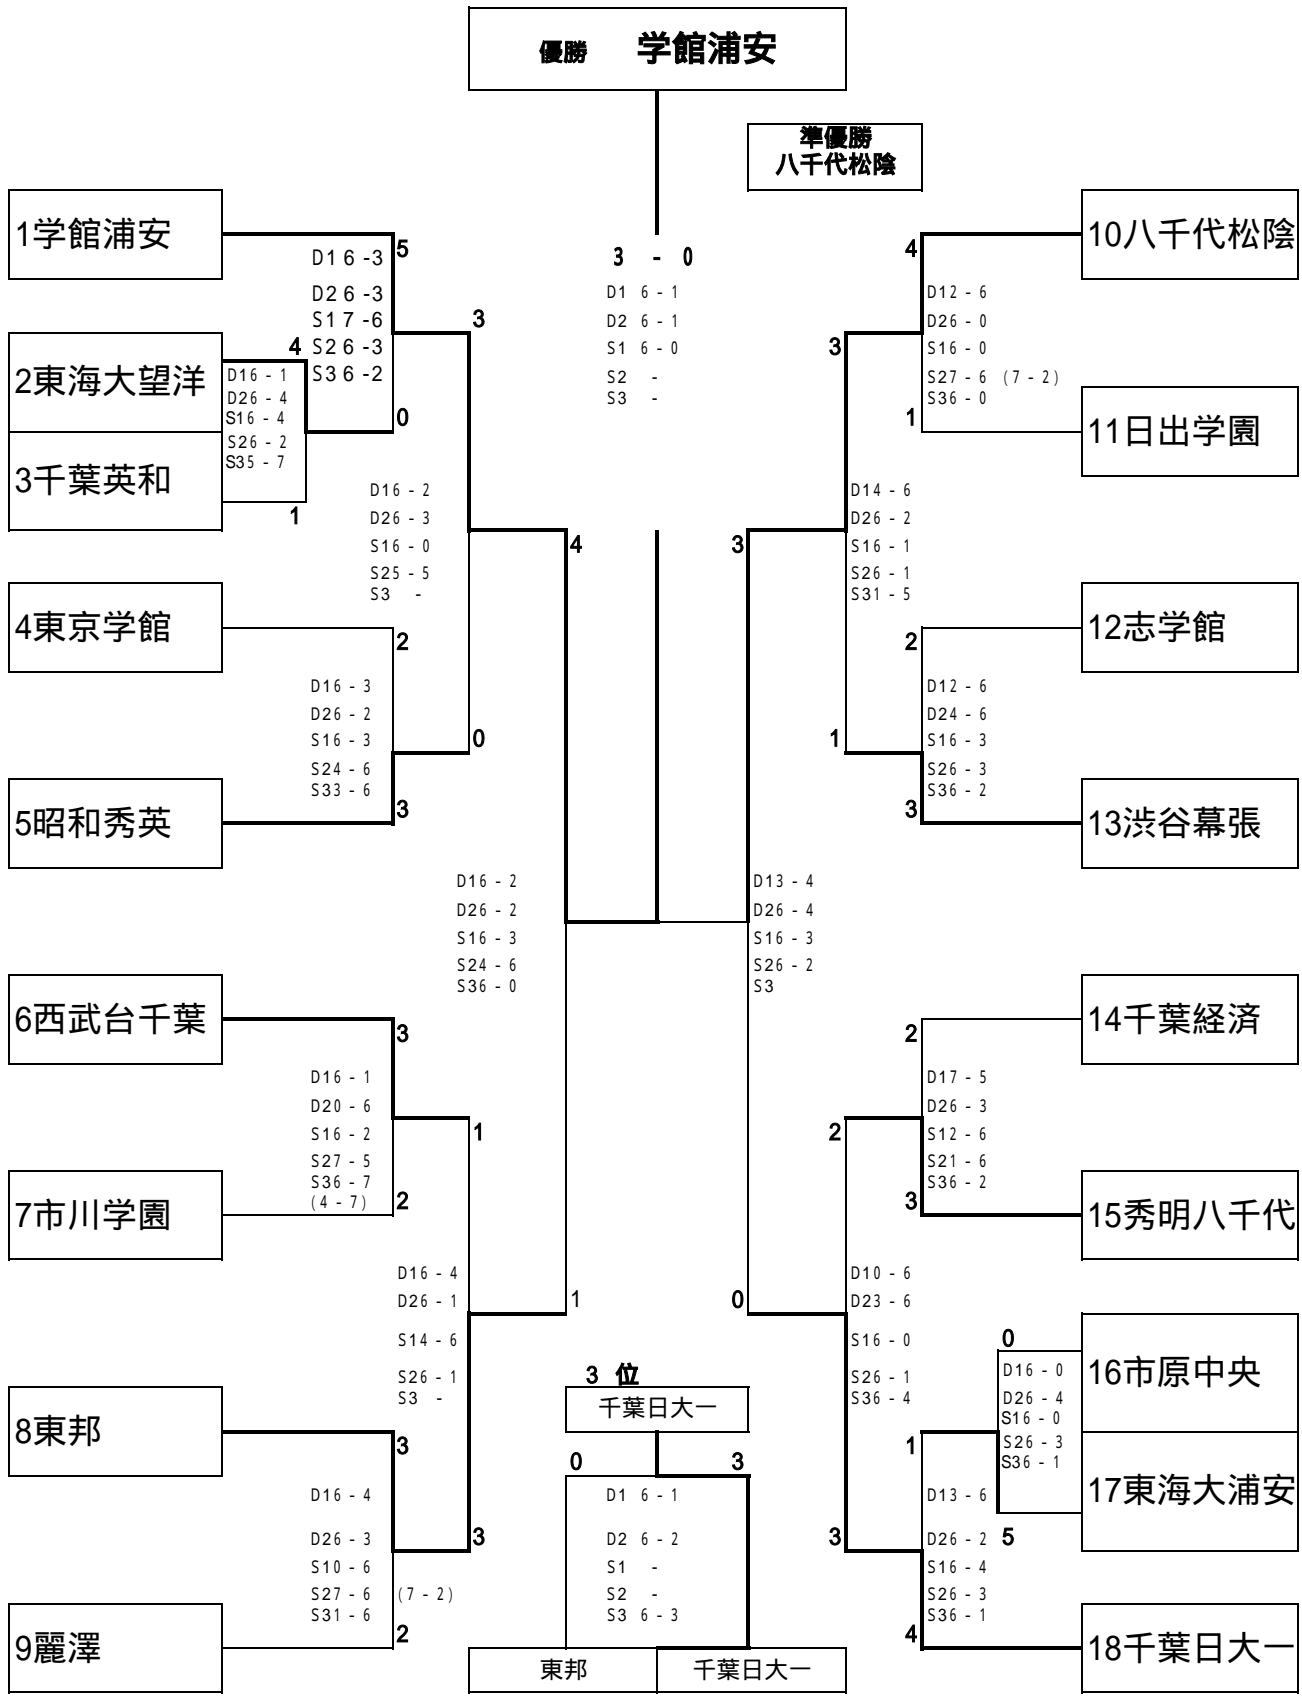 優勝 学館浦安
準優勝
八千代松陰
3 - 0
D1 6 - 1
D2 6 - 1
S1 6 - 0
S2 -
S3 -
1学館浦安
5
D1 6 -3
D2 6 -3
S1 7 -6
S2 6 -3
S3 6 -2
3
2東海大望洋
4
D1 6 - 1
D2 6 - 4
S1 6 - 4
S2 6 - 2
S3 5 - 7
0
3千葉英和
1
D1 6 - 2
D2 6 - 3
S1 6 - 0
S2 5 - 5
S3 -
4
4東京学館
2
D1 6 - 3
D2 6 - 2
S1 6 - 3
S2 4 - 6
S3 3 - 6
0
5昭和秀英
3
D1 6 - 2
D2 6 - 2
S1 6 - 3
S2 4 - 6
S3 6 - 0
6西武台千葉
3
D1 6 - 1
D2 0 - 6
S1 6 - 2
S2 7 - 5
S3 6 - 7
(4 - 7)
1
7市川学園
2
D1 6 - 4
D2 6 - 1
S1 4 - 6
S2 6 - 1
S3 -
1
8東邦
3
D1 6 - 4
D2 6 - 3
S1 0 - 6
S2 7 - 6 (7 - 2)
S3 1 - 6
3
9麗澤
2
10八千代松陰
4
D1 2 - 6
D2 6 - 0
S1 6 - 0
S2 7 - 6 (7 - 2)
S3 6 - 0
3
11日出学園
1
D1 4 - 6
D2 6 - 2
S1 6 - 1
S2 6 - 1
S3 1 - 5
3
12志学館
2
D1 2 - 6
D2 4 - 6
S1 6 - 3
S2 6 - 3
S3 6 - 2
1
13渋谷幕張
3
D1 3 - 4
D2 6 - 4
S1 6 - 3
S2 6 - 2
S3
14千葉経済
2
D1 7 - 5
D2 6 - 3
S1 2 - 6
S2 1 - 6
S3 6 - 2
2
15秀明八千代
3
D1 0 - 6
D2 3 - 6
S1 6 - 0
S2 6 - 1
S3 6 - 4
0
16市原中央
0
D1 6 - 0
D2 6 - 4
S1 6 - 0
S2 6 - 3
S3 6 - 1
1
17東海大浦安
5
D1 3 - 6
D2 6 - 2
S1 6 - 4
S2 6 - 3
S3 6 - 1
3
18千葉日大一
4
3 位
千葉日大一
0
3
D1 6 - 1
D2 6 - 2
S1 -
S2 -
S3 6 - 3
東邦
千葉日大一